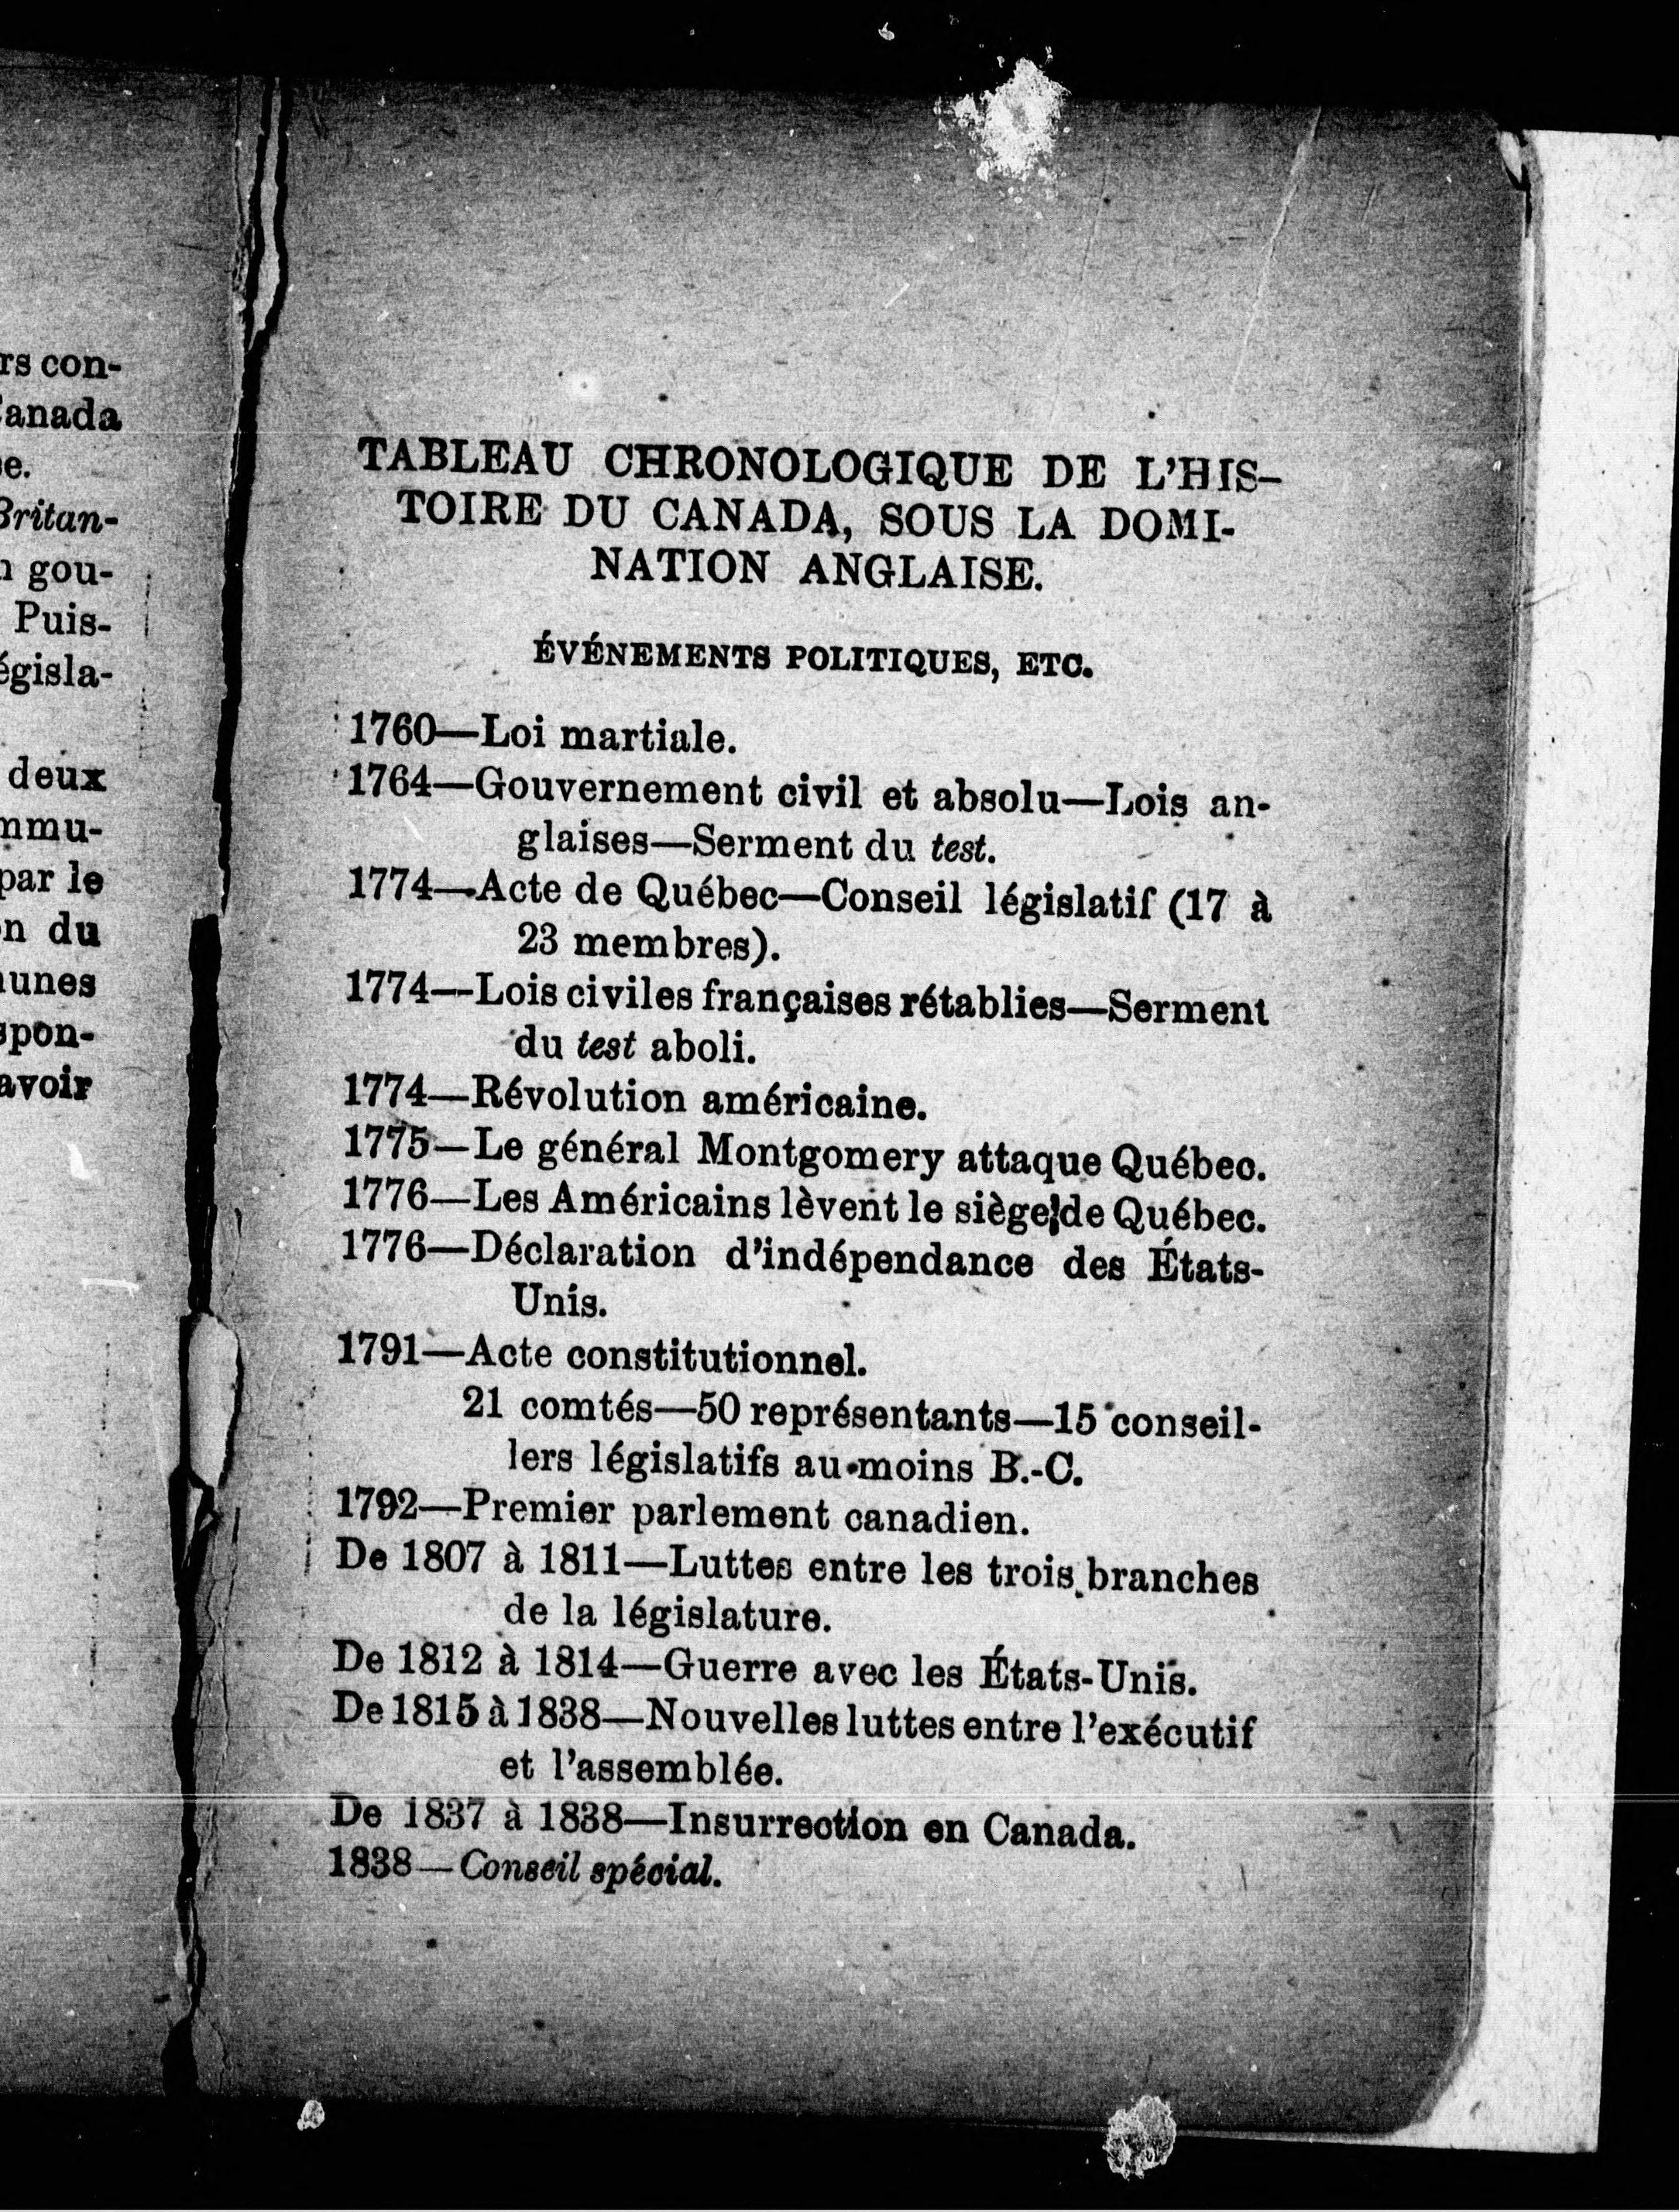 rs con-
Canada
e.
Britan-
gou-
Puis-
égisla-
deux
mmu-
par le
n du
unes
spon-
avoir
TABLEAU CHRONOLOGIQUE DE L'HIS-
TOIRE DU CANADA, SOUS LA DOMI-
NATION ANGLAISE.
ÉVÉNEMENTS POLITIQUES, ETC.
1760—Loi martiale.
1764—Gouvernement civil et absolu—Lois an-
glaises—Serment du test.
1774—Acte de Québec—Conseil législatif (17 à
23 membres).
1774—Lois civiles françaises rétablies—Serment
du test aboli.
1774—Révolution américaine.
1775—Le général Montgomery attaque Québec.
1776—Les Américains lèvent le siège de Québec.
1776—Déclaration d'indépendance des États-
Unis.
1791—Acte constitutionnel.
21 comtés—50 représentants—15 conseil-
lers législatifs au moins B.-C.
1792—Premier parlement canadien.
De 1807 à 1811—Luttes entre les trois branches
de la législature.
De 1812 à 1814—Guerre avec les États-Unis.
De 1815 à 1838—Nouvelles luttes entre l'exécutif
et l'assemblée.
De 1837 à 1838—Insurrection en Canada.
1838—Conseil spécial.